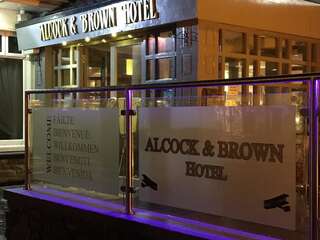 ALCOCK & BROWN HOTEL
WELCOME
FÁILTE
BIENVENUE
WILLKOMMEN
BENVENUTI
BIENVENIDA
ALCOCK & BROWN
HOTEL